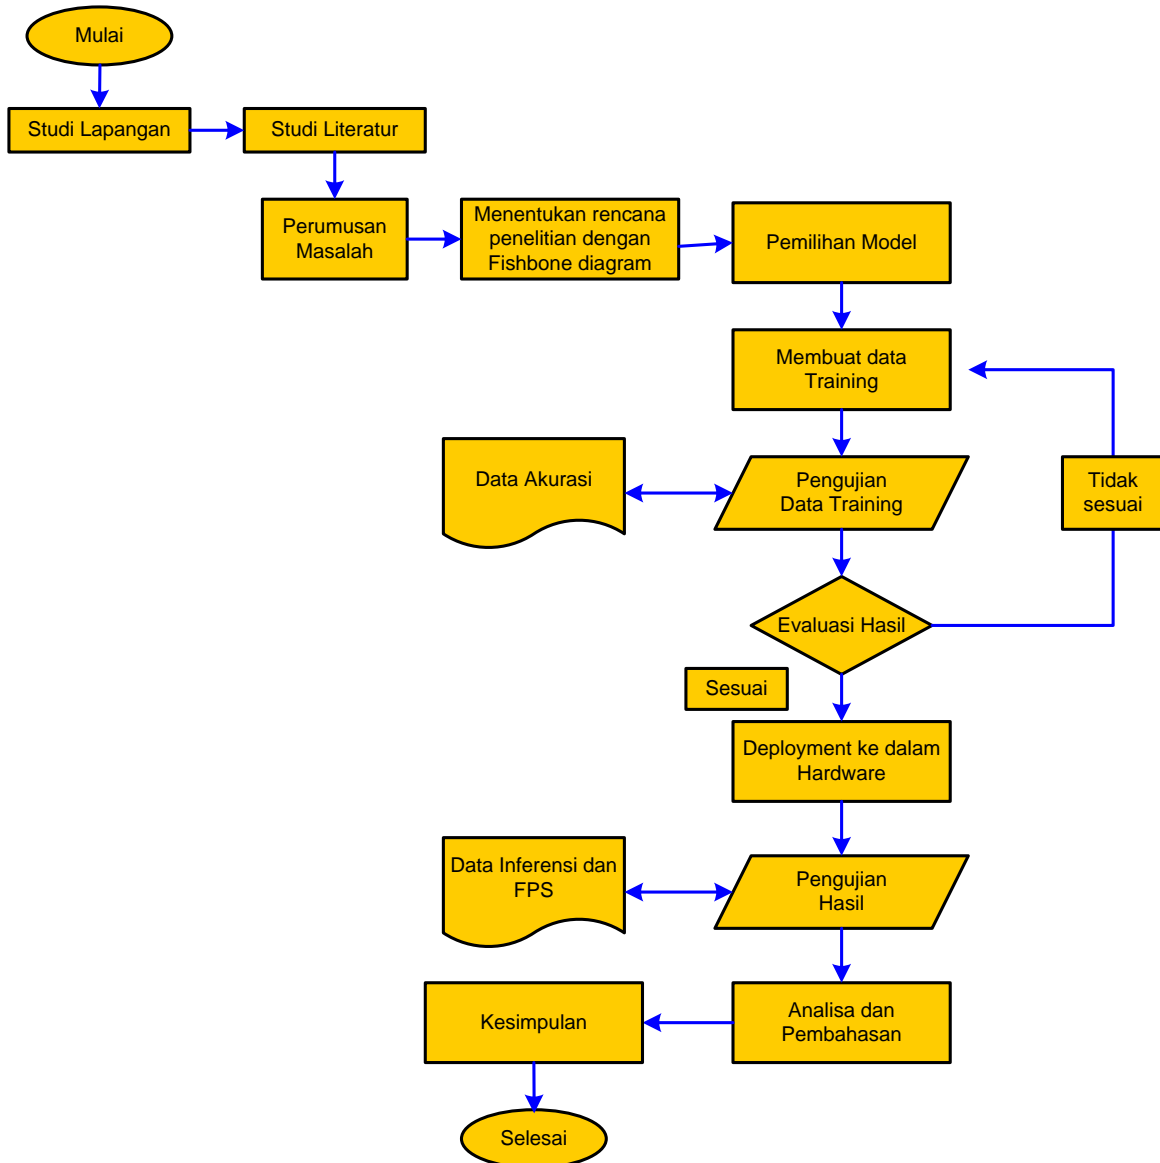 Mulai
Studi Lapangan
Studi Literatur
Perumusan
Masalah
Menentukan rencana
penelitian dengan
Fishbone diagram
Pemilihan Model
Membuat data
Training
Data Akurasi
Pengujian
Data Training
Tidak
sesuai
Evaluasi Hasil
Sesuai
Deployment ke dalam
Hardware
Data Inferensi dan
FPS
Pengujian
Hasil
Kesimpulan
Analisa dan
Pembahasan
Selesai